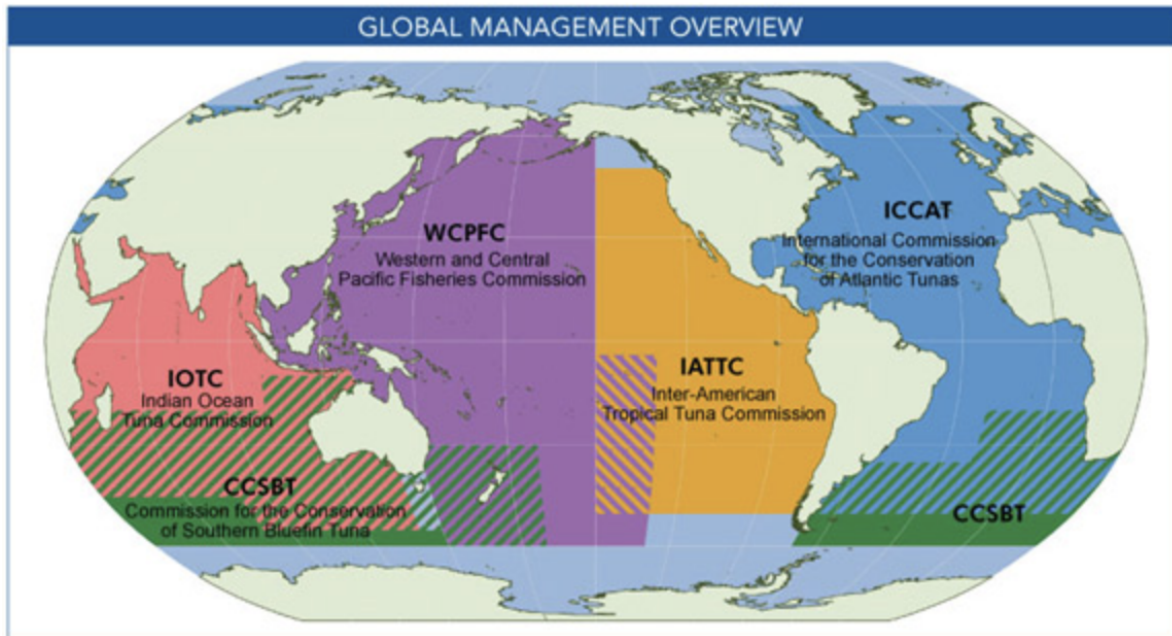 GLOBAL MANAGEMENT OVERVIEW
WCPFC
Western and Central
Pacific Fisheries Commission
ICCAT
International Commission
for the Conservation
of Atlantic Tunas
IOTC
Indian Ocean
Tuna Commission
IATTC
Inter-American
Tropical Tuna Commission
CCSBT
Commission for the Conservation
of Southern Bluefin Tuna
CCSBT